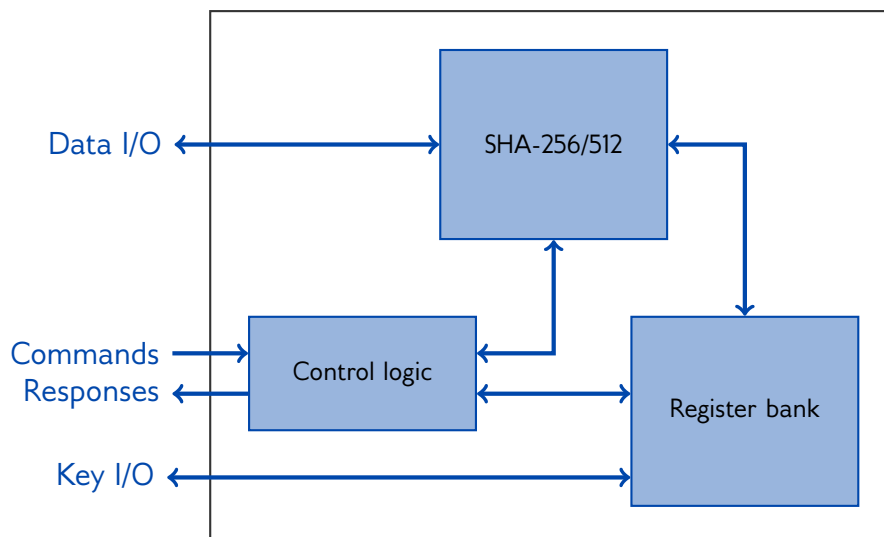 SHA-256/512
Data I/O
Commands
Responses
Control logic
Register bank
Key I/O